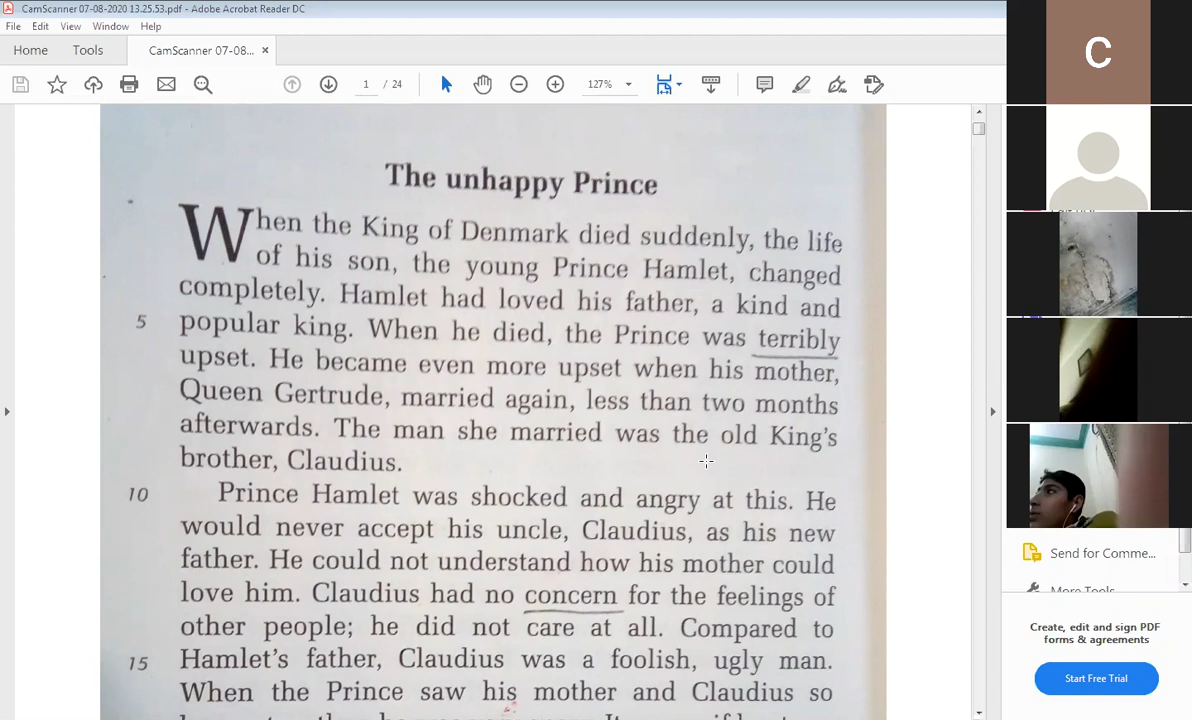 CamScanner 07-08-2020 13.25.53.pdf - Adobe Acrobat Reader DC
File Edit View Window Help
Home Tools CamScanner 07-08... ×
1 / 24 127%
The unhappy Prince
When the King of Denmark died suddenly, the life
of his son, the young Prince Hamlet, changed
completely. Hamlet had loved his father, a kind and
5 popular king. When he died, the Prince was terribly
upset. He became even more upset when his mother,
Queen Gertrude, married again, less than two months
afterwards. The man she married was the old King's
brother, Claudius.
10 Prince Hamlet was shocked and angry at this. He
would never accept his uncle, Claudius, as his new
father. He could not understand how his mother could
love him. Claudius had no concern for the feelings of
other people; he did not care at all. Compared to
15 Hamlet's father, Claudius was a foolish, ugly man.
When the Prince saw his mother and Claudius so
C
Send for Comme...
More Tools
Create, edit and sign PDF
forms & agreements
Start Free Trial